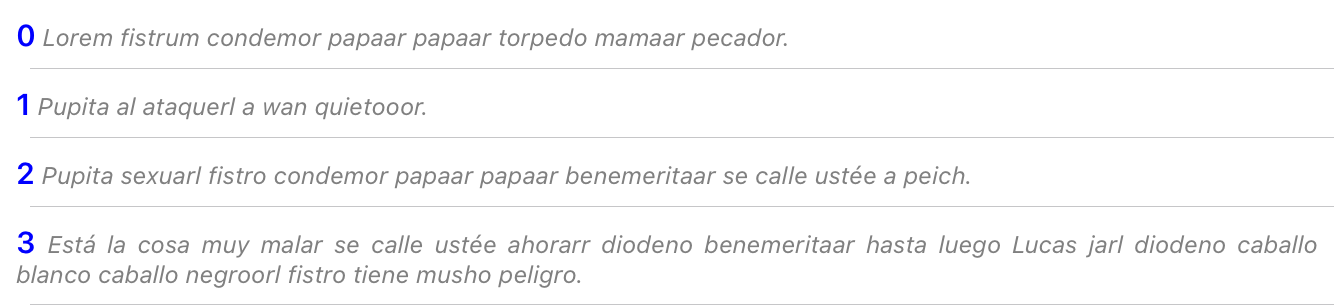 0 Lorem fistrum condemor papaar papaar torpedo mamaar pecador.
1 Pupita al ataquerl a wan quietooor.
2 Pupita sexuarl fistro condemor papaar papaar benemeritaar se calle ustée a peich.
3 Está la cosa muy malar se calle ustée ahorarr diodeno benemeritaar hasta luego Lucas jarl diodeno caballo
blanco caballo negroorl fistro tiene musho peligro.